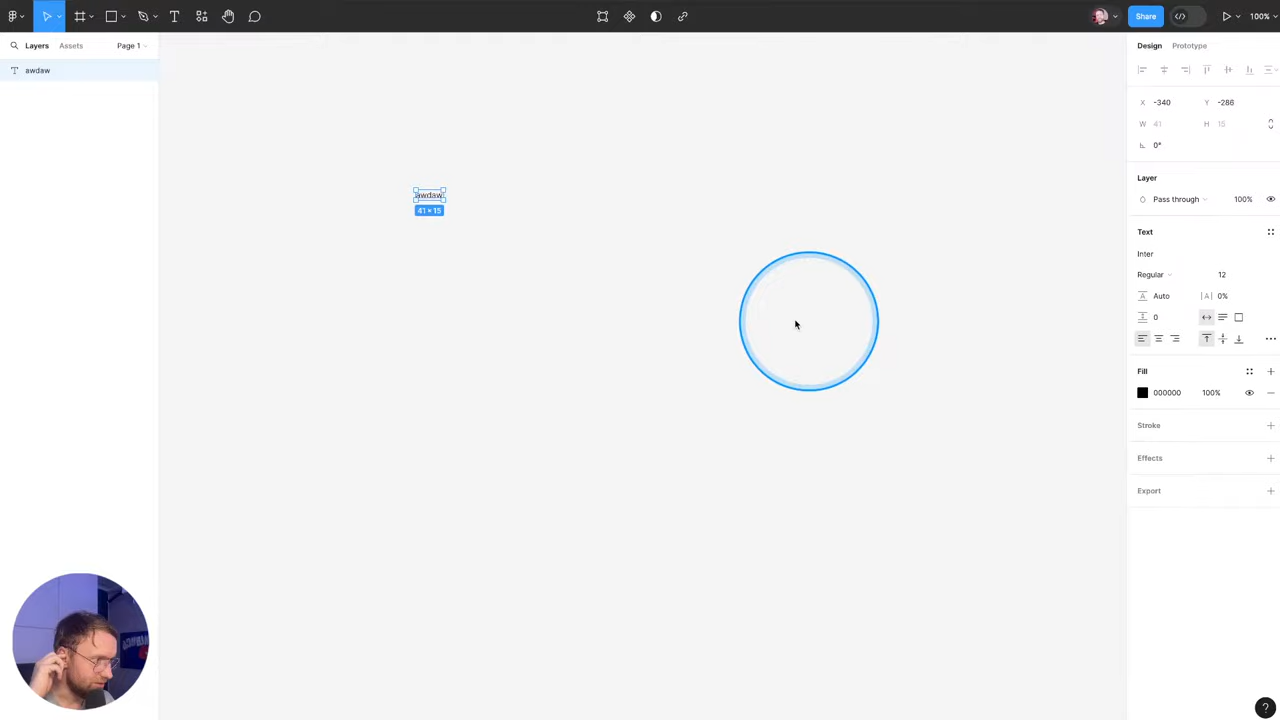 Share
100%
Layers
Assets
Page 1
Design
Prototype
awdaw
X
-340
Y
-286
W
41
H
15
0°
Layer
Pass through
100%
awdaw
41 × 15
Text
Inter
Regular
12
A
Auto
|A|
0%
0
Fill
000000
100%
Stroke
Effects
Export
?